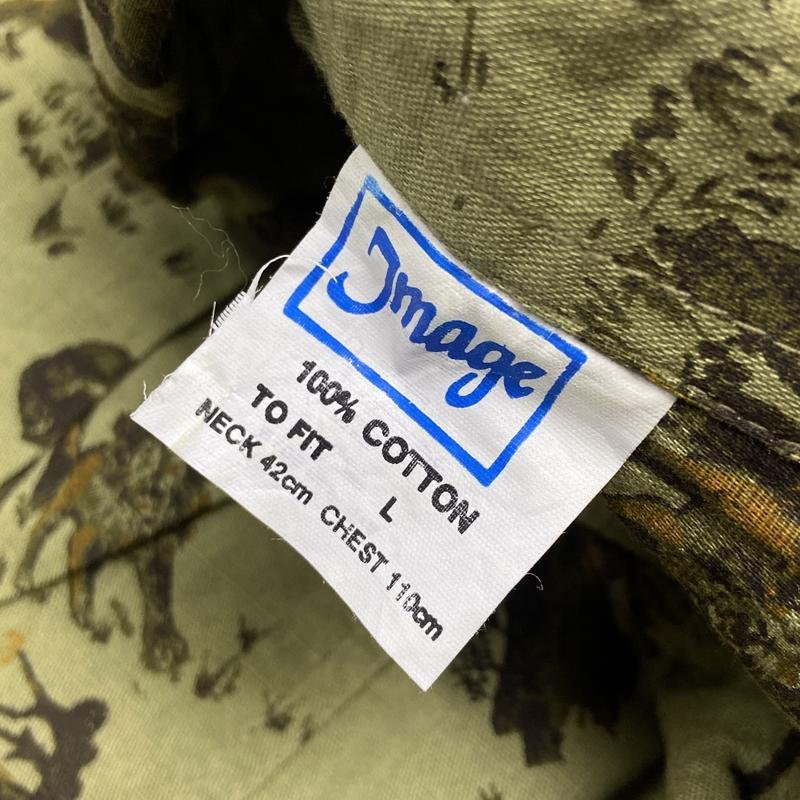 Image
100% COTTON
TO FIT L
NECK 42cm CHEST 110cm